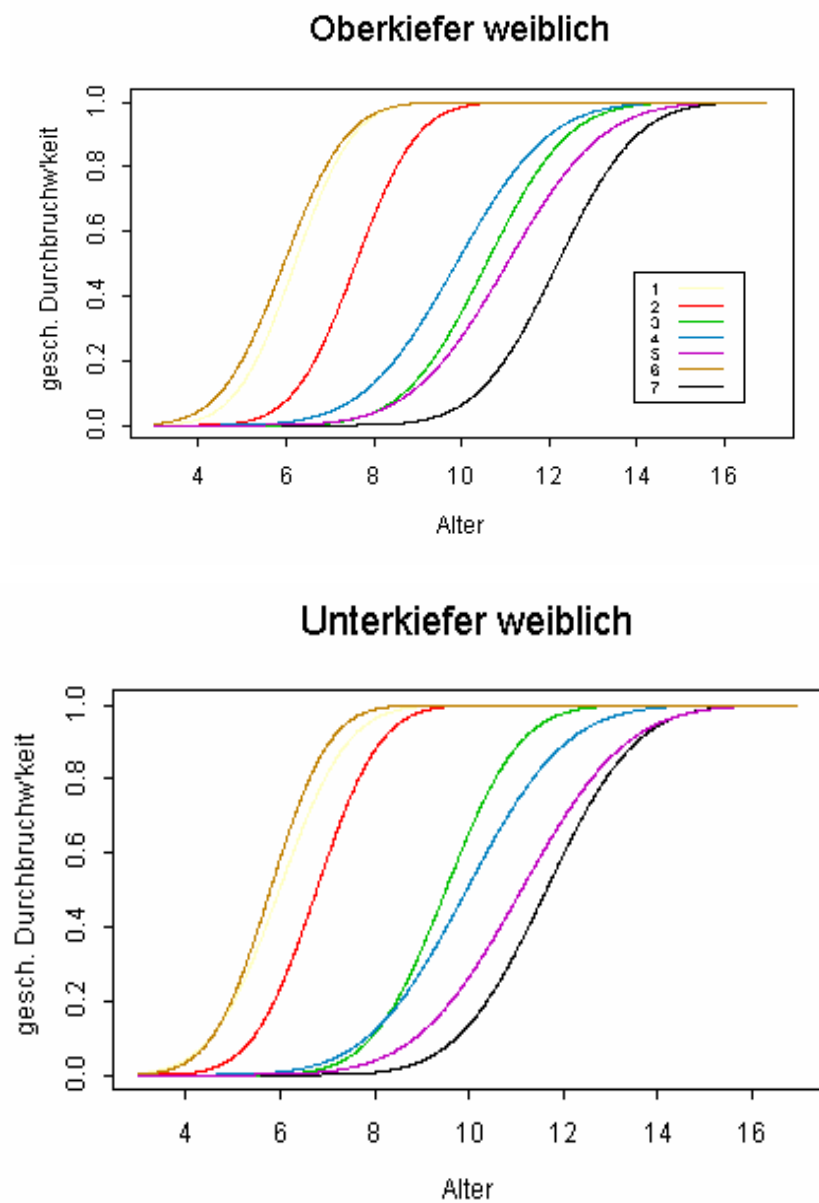 Oberkiefer weiblich
gesch. Durchbruchw'keit
0.0 0.2 0.4 0.6 0.8 1.0
1
2
3
4
5
6
7
4 6 8 10 12 14 16
Alter
Unterkiefer weiblich
gesch. Durchbruchw'keit
0.0 0.2 0.4 0.6 0.8 1.0
4 6 8 10 12 14 16
Alter